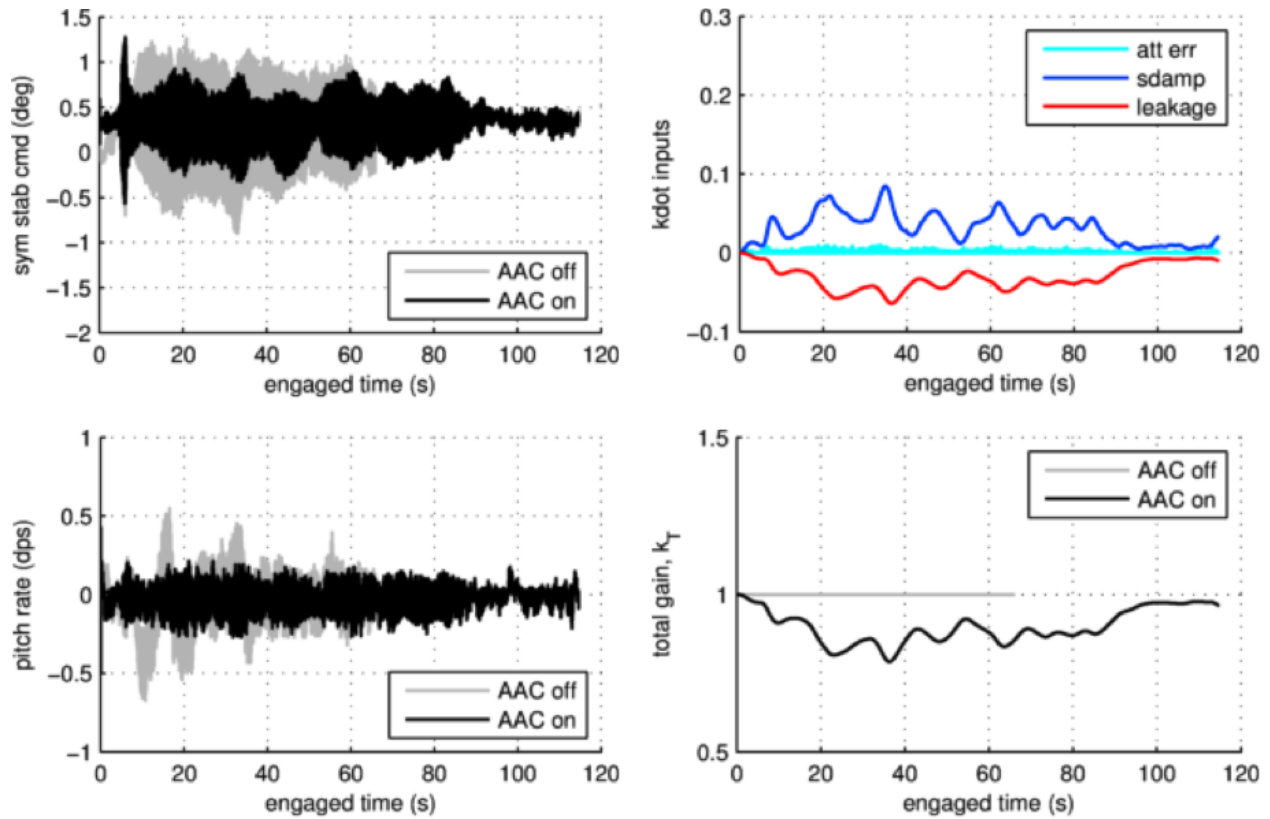 sym stab cmd (deg)
1.5
1
0.5
0
−0.5
−1
−1.5
−2
AAC off
AAC on
0 20 40 60 80 100 120
engaged time (s)
kdot inputs
0.3
0.2
0.1
0
−0.1
att err
sdamp
leakage
0 20 40 60 80 100 120
engaged time (s)
pitch rate (dps)
1
0.5
0
−0.5
−1
AAC off
AAC on
0 20 40 60 80 100 120
engaged time (s)
total gain, k_T
1.5
1
0.5
AAC off
AAC on
0 20 40 60 80 100 120
engaged time (s)